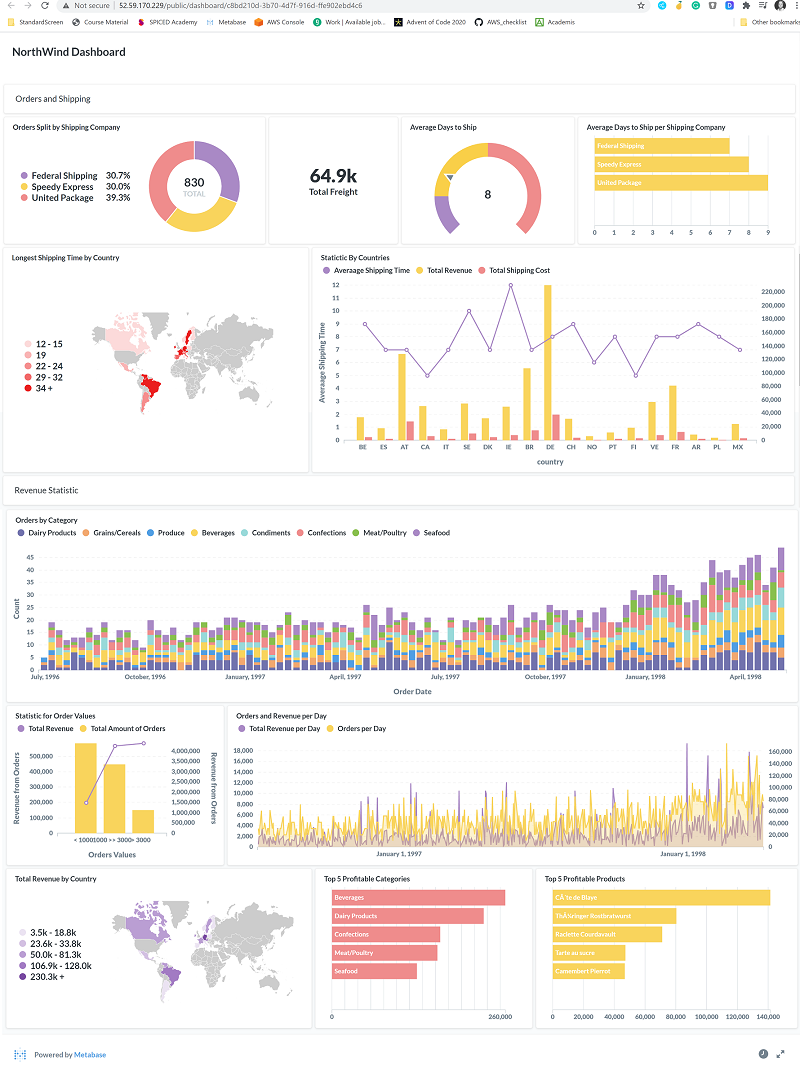 Not secure | 52.59.170.229/public/dashboard/c8bd210d-3b70-4d7f-916d-ffe902ebd4c6
StandardScreen Course Material SPICED Academy Metabase AWS Console Work | Available job... Advent of Code 2020 AWS_checklist Academis Other bookmarks
NorthWind Dashboard
Orders and Shipping
Orders Split by Shipping Company
Federal Shipping 30.7%
Speedy Express 30.0%
United Package 39.3%
830
TOTAL
64.9k
Total Freight
Average Days to Ship
8
Average Days to Ship per Shipping Company
Federal Shipping
Speedy Express
United Package
0 1 2 3 4 5 6 7 8 9
Longest Shipping Time by Country
12 - 15
19
22 - 24
29 - 32
34 +
Statictic By Countries
Averaage Shipping Time Total Revenue Total Shipping Cost
Averaage Shipping Time
12
11
10
9
8
7
6
5
4
3
2
1
0
220,000
200,000
180,000
160,000
140,000
120,000
100,000
80,000
60,000
40,000
20,000
0
BE ES AT CA IT SE DK IE BR DE CH NO PT FI VE FR AR PL MX
country
Revenue Statistic
Orders by Category
Dairy Products Grains/Cereals Produce Beverages Condiments Confections Meat/Poultry Seafood
Count
45
40
35
30
25
20
15
10
5
0
July, 1996 October, 1996 January, 1997 April, 1997 July, 1997 October, 1997 January, 1998 April, 1998
Order Date
Statistic for Order Values
Total Revenue Total Amount of Orders
Revenue from Orders
500,000
400,000
300,000
200,000
100,000
0
4,000,000
3,500,000
3,000,000
2,500,000
2,000,000
1,500,000
1,000,000
500,000
0
Revenue from Orders
< 10001000 >> 3000> 3000
Orders Values
Orders and Revenue per Day
Total Revenue per Day Orders per Day
18,000
16,000
14,000
12,000
10,000
8,000
6,000
4,000
2,000
0
160,000
140,000
120,000
100,000
80,000
60,000
40,000
20,000
0
January 1, 1997 January 1, 1998
Total Revenue by Country
3.5k - 18.8k
23.6k - 33.8k
50.0k - 81.3k
106.9k - 128.0k
230.3k +
Top 5 Profitable Categories
Beverages
Dairy Products
Confections
Meat/Poultry
Seafood
0 260,000
Top 5 Profitable Products
CÃ´te de Blaye
ThÃ¼ringer Rostbratwurst
Raclette Courdavault
Tarte au sucre
Camembert Pierrot
0 20,000 40,000 60,000 80,000 100,000 120,000 140,000
Powered by Metabase